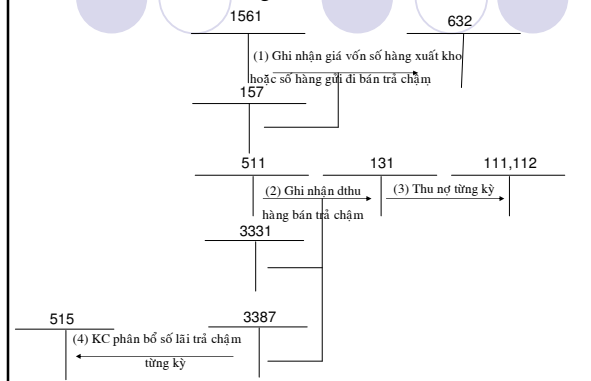 1561
632
(1) Ghi nhận giá vốn số hàng xuất kho
hoặc số hàng gửi đi bán trả chậm
157
511
131
111,112
(2) Ghi nhận dthu
hàng bán trả chậm
(3) Thu nợ từng kỳ
3331
515
3387
(4) KC phân bổ số lãi trả chậm
từng kỳ